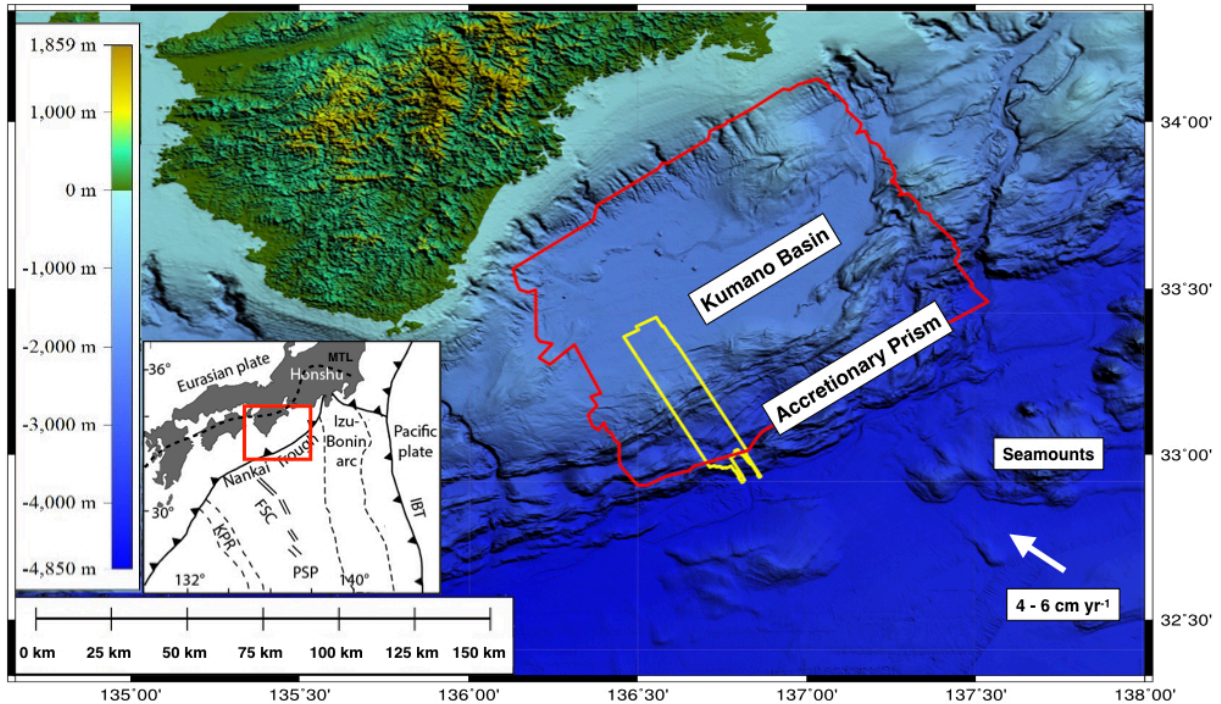 1,859 m
1,000 m
0 m
-1,000 m
-2,000 m
-3,000 m
-4,000 m
-4,850 m
Kumano Basin
Accretionary Prism
Seamounts
4 - 6 cm yr-1
36°
Eurasian plate
MTL
Honshu
Izu-
Bonin
arc
Pacific
plate
Nankai Trough
30°
FSC
KPR
IBT
PSP
132°
140°
0 km
25 km
50 km
75 km
100 km
125 km
150 km
34˚00'
33˚30'
33˚00'
32˚30'
135˚00'
135˚30'
136˚00'
136˚30'
137˚00'
137˚30'
138˚00'